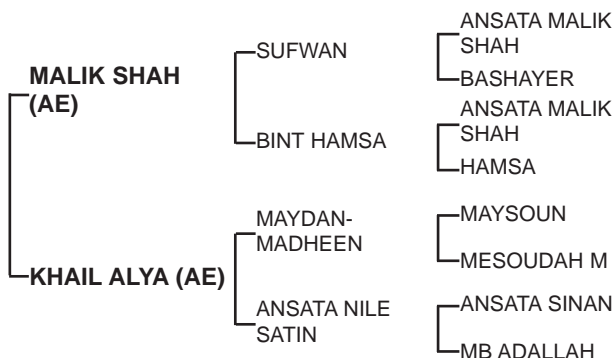 MALIK SHAH
(AE)
KHAIL ALYA (AE)
SUFWAN
BINT HAMSA
MAYDAN-
MADHEEN
ANSATA NILE
SATIN
ANSATA MALIK
SHAH
BASHAYER
ANSATA MALIK
SHAH
HAMSA
MAYSOUN
MESOUDAH M
ANSATA SINAN
MB ADALLAH